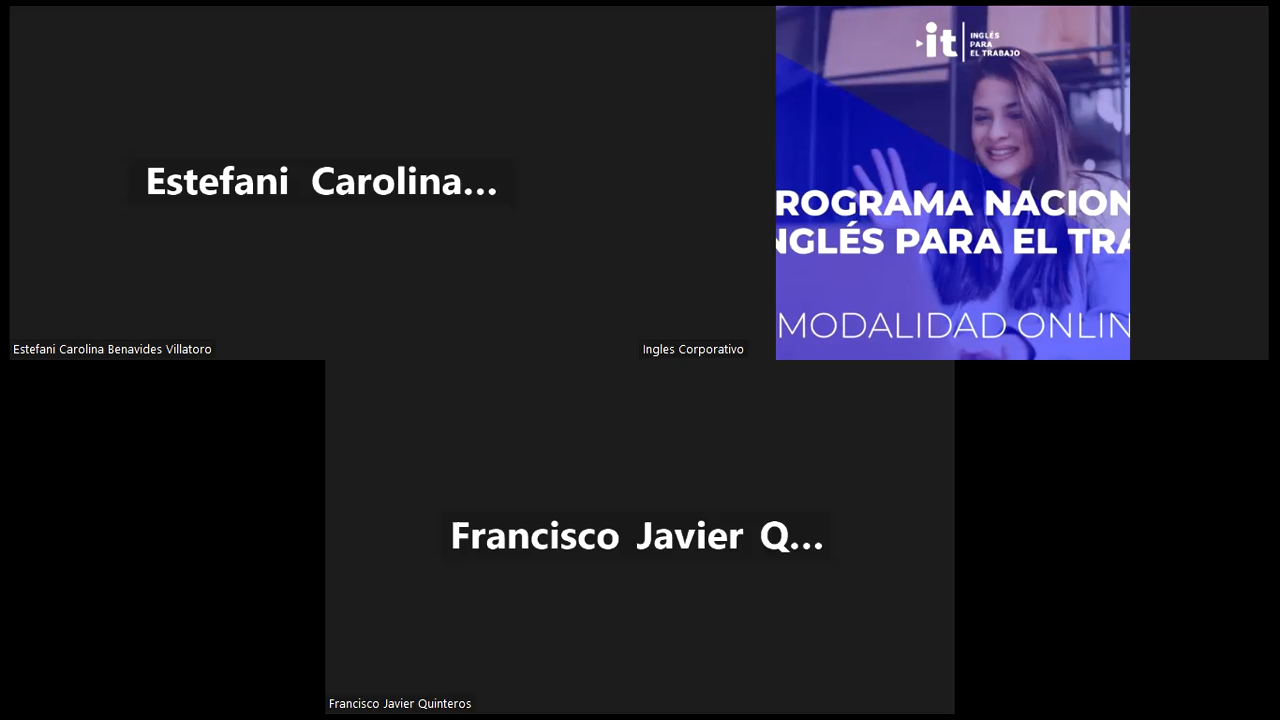 Estefani Carolina...
Estefani Carolina Benavides Villatoro
it
INGLÉS
PARA
EL TRABAJO
ROGRAMA NACION
NGLÉS PARA EL TRA
MODALIDAD ONLIN
Ingles Corporativo
Francisco Javier Q...
Francisco Javier Quinteros